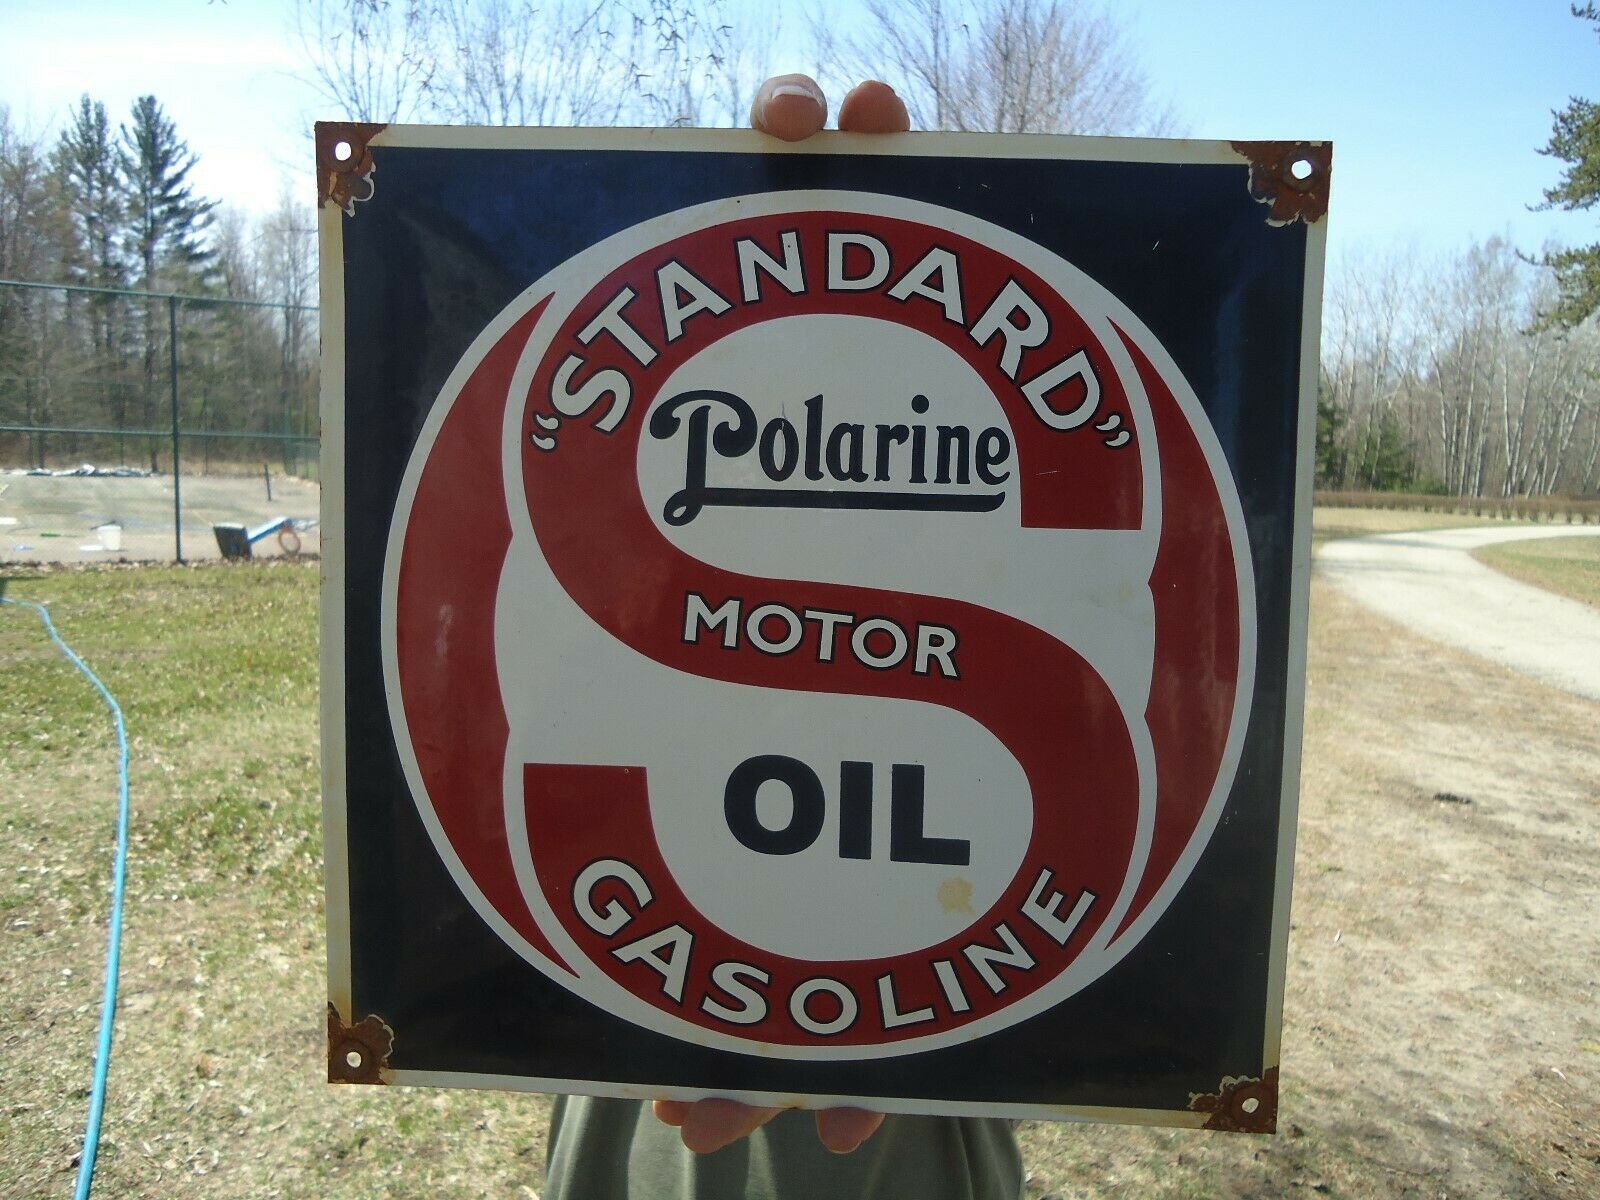 "STANDARD"
Polarine
MOTOR
OIL
GASOLINE